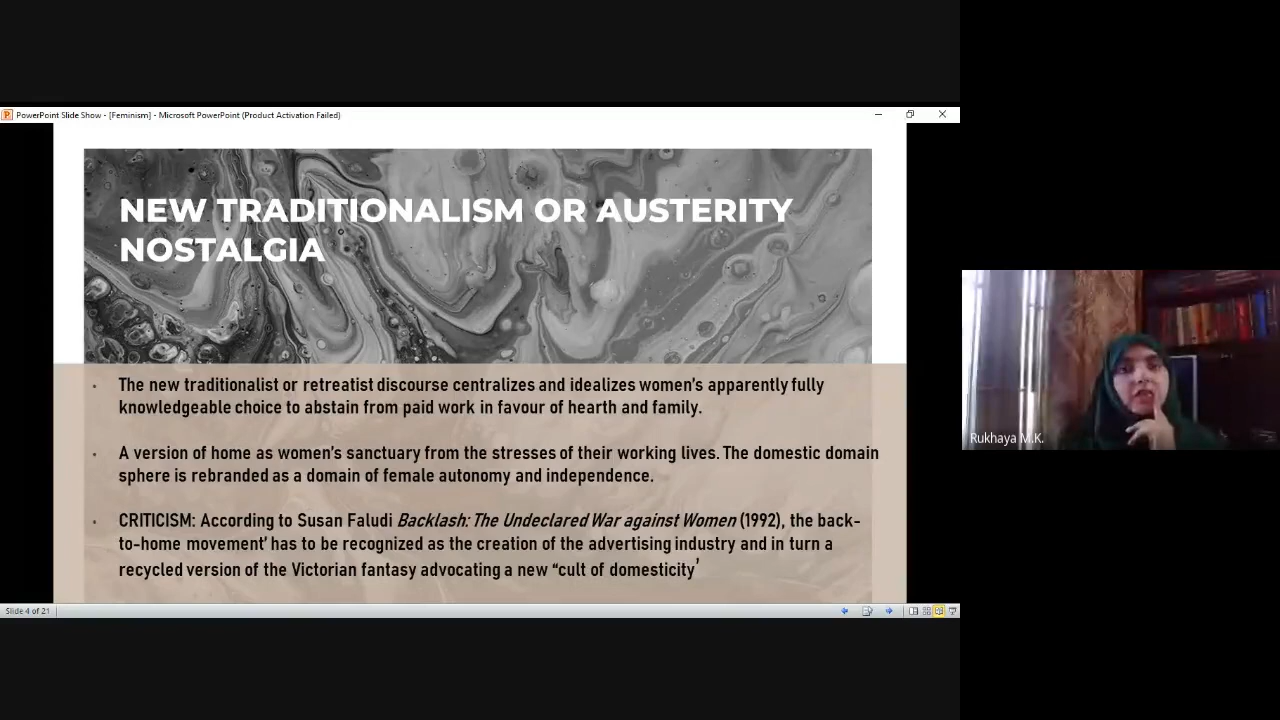 PowerPoint Slide Show - [Feminism] - Microsoft PowerPoint (Product Activation Failed)
NEW TRADITIONALISM OR AUSTERITY
NOSTALGIA
• The new traditionalist or retreatist discourse centralizes and idealizes women's apparently fully
knowledgeable choice to abstain from paid work in favour of hearth and family.
• A version of home as women's sanctuary from the stresses of their working lives. The domestic domain
sphere is rebranded as a domain of female autonomy and independence.
• CRITICISM: According to Susan Faludi Backlash: The Undeclared War against Women (1992), the back-
to-home movement' has to be recognized as the creation of the advertising industry and in turn a
recycled version of the Victorian fantasy advocating a new “cult of domesticity’
Slide 4 of 21
Rukhaya M.K.